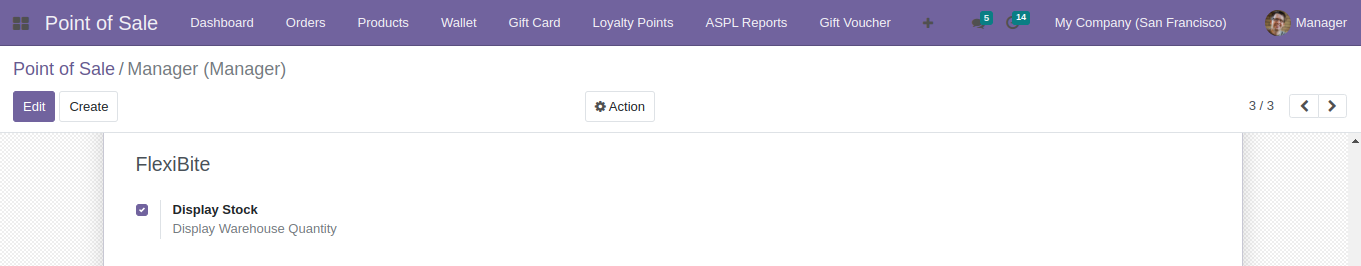 Point of Sale Dashboard Orders Products Wallet Gift Card Loyalty Points ASPL Reports Gift Voucher 5 14 My Company (San Francisco) Manager
Point of Sale / Manager (Manager)
Edit Create Action 3 / 3
FlexiBite
Display Stock
Display Warehouse Quantity